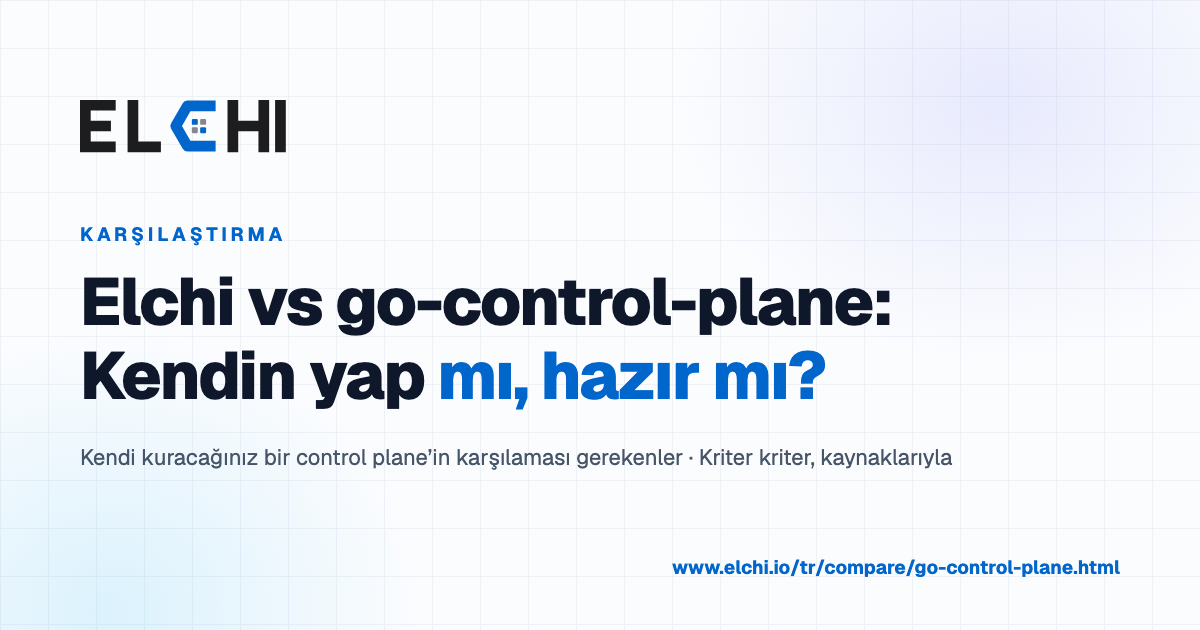 ELCHI
KARŞILAŞTIRMA
Elchi vs go-control-plane:
Kendin yap mı, hazır mı?
Kendi kuracağınız bir control plane’in karşılaması gerekenler · Kriter kriter, kaynaklarıyla
www.elchi.io/tr/compare/go-control-plane.html